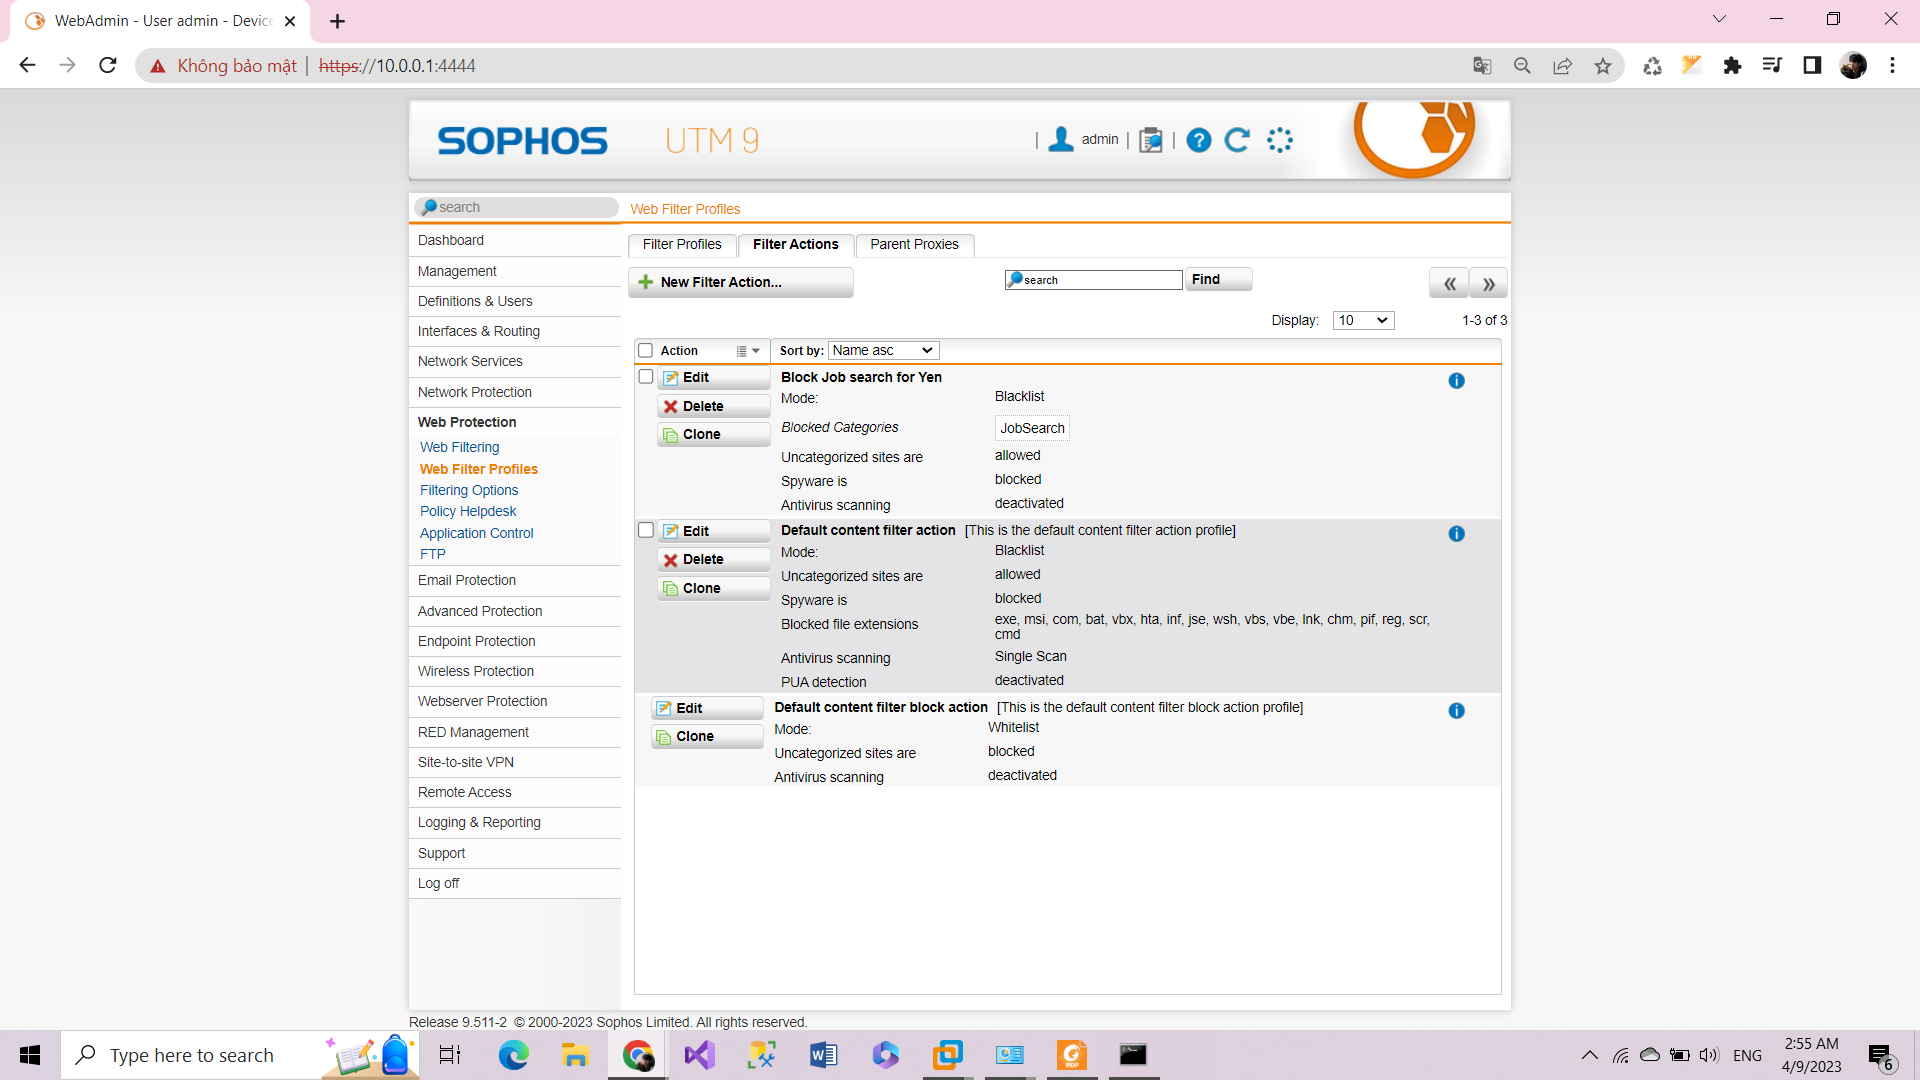 WebAdmin - User admin - Device
Không bảo mật | https://10.0.0.1:4444
SOPHOS UTM 9
| admin | |
search
Web Filter Profiles
Dashboard
Management
Definitions & Users
Interfaces & Routing
Network Services
Network Protection
Web Protection
Web Filtering
Web Filter Profiles
Filtering Options
Policy Helpdesk
Application Control
FTP
Email Protection
Advanced Protection
Endpoint Protection
Wireless Protection
Webserver Protection
RED Management
Site-to-site VPN
Remote Access
Logging & Reporting
Support
Log off
Filter Profiles Filter Actions Parent Proxies
New Filter Action... search Find « »
Display: 10 1-3 of 3
Action Sort by: Name asc
Edit Block Job search for Yen
Mode: Blacklist
Delete
Blocked Categories JobSearch
Clone
Uncategorized sites are allowed
Spyware is blocked
Antivirus scanning deactivated
Edit Default content filter action [This is the default content filter action profile]
Mode: Blacklist
Delete
Uncategorized sites are allowed
Clone
Spyware is blocked
Blocked file extensions exe, msi, com, bat, vbx, hta, inf, jse, wsh, vbs, vbe, lnk, chm, pif, reg, scr,
cmd
Antivirus scanning Single Scan
PUA detection deactivated
Edit Default content filter block action [This is the default content filter block action profile]
Mode: Whitelist
Clone
Uncategorized sites are blocked
Antivirus scanning deactivated
Release 9.511-2 © 2000-2023 Sophos Limited. All rights reserved.
Type here to search
PDF
ENG
2:55 AM
4/9/2023
6